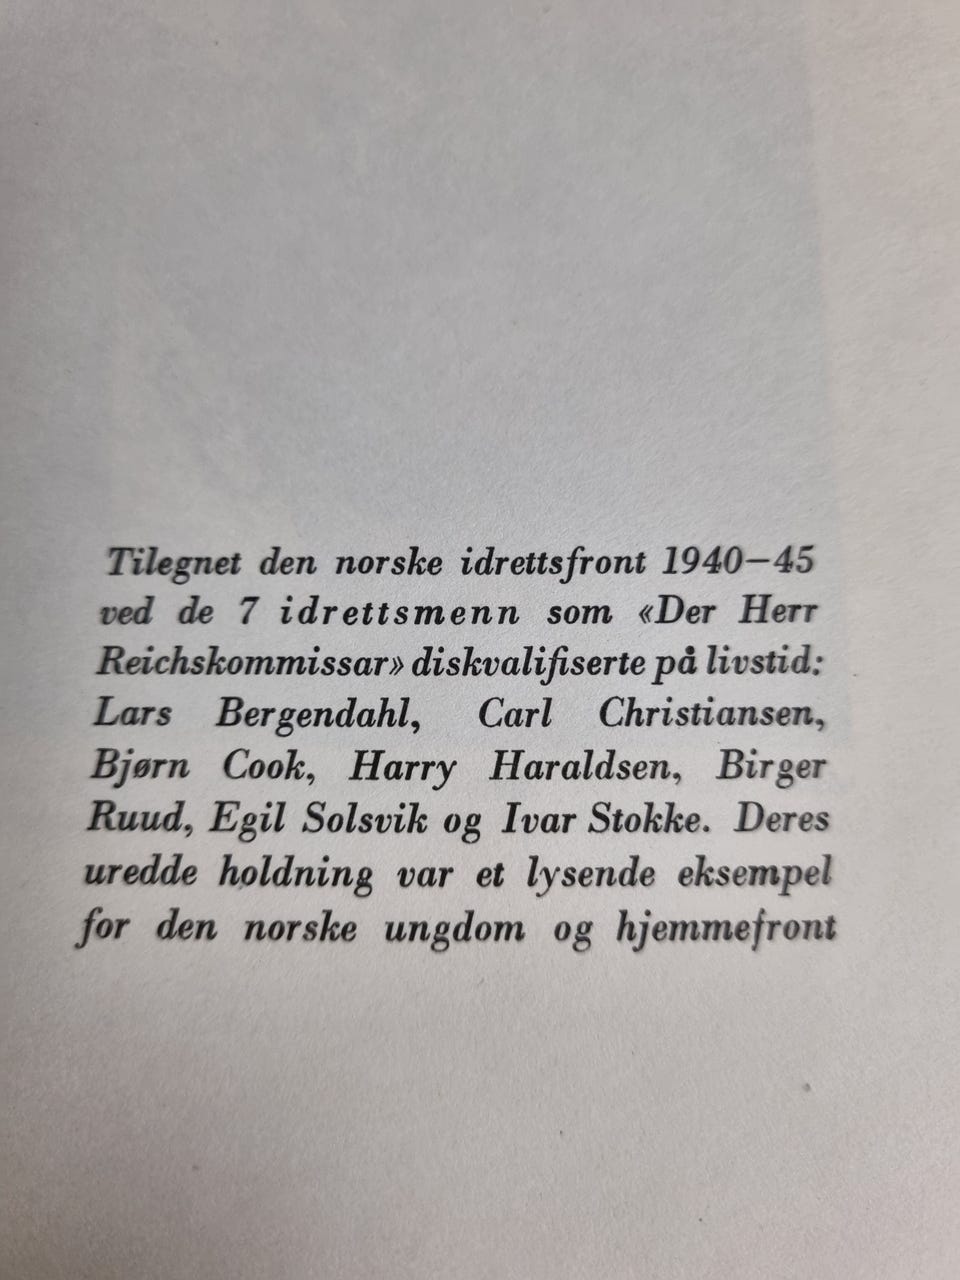 Tilegnet den norske idrettsfront 1940—45
ved de 7 idrettsmenn som «Der Herr
Reichskommissar» diskvalifiserte på livstid:
Lars Bergendahl, Carl Christiansen,
Bjørn Cook, Harry Haraldsen, Birger
Ruud, Egil Solsvik og Ivar Stokke. Deres
uredde holdning var et lysende eksempel
for den norske ungdom og hjemmefront